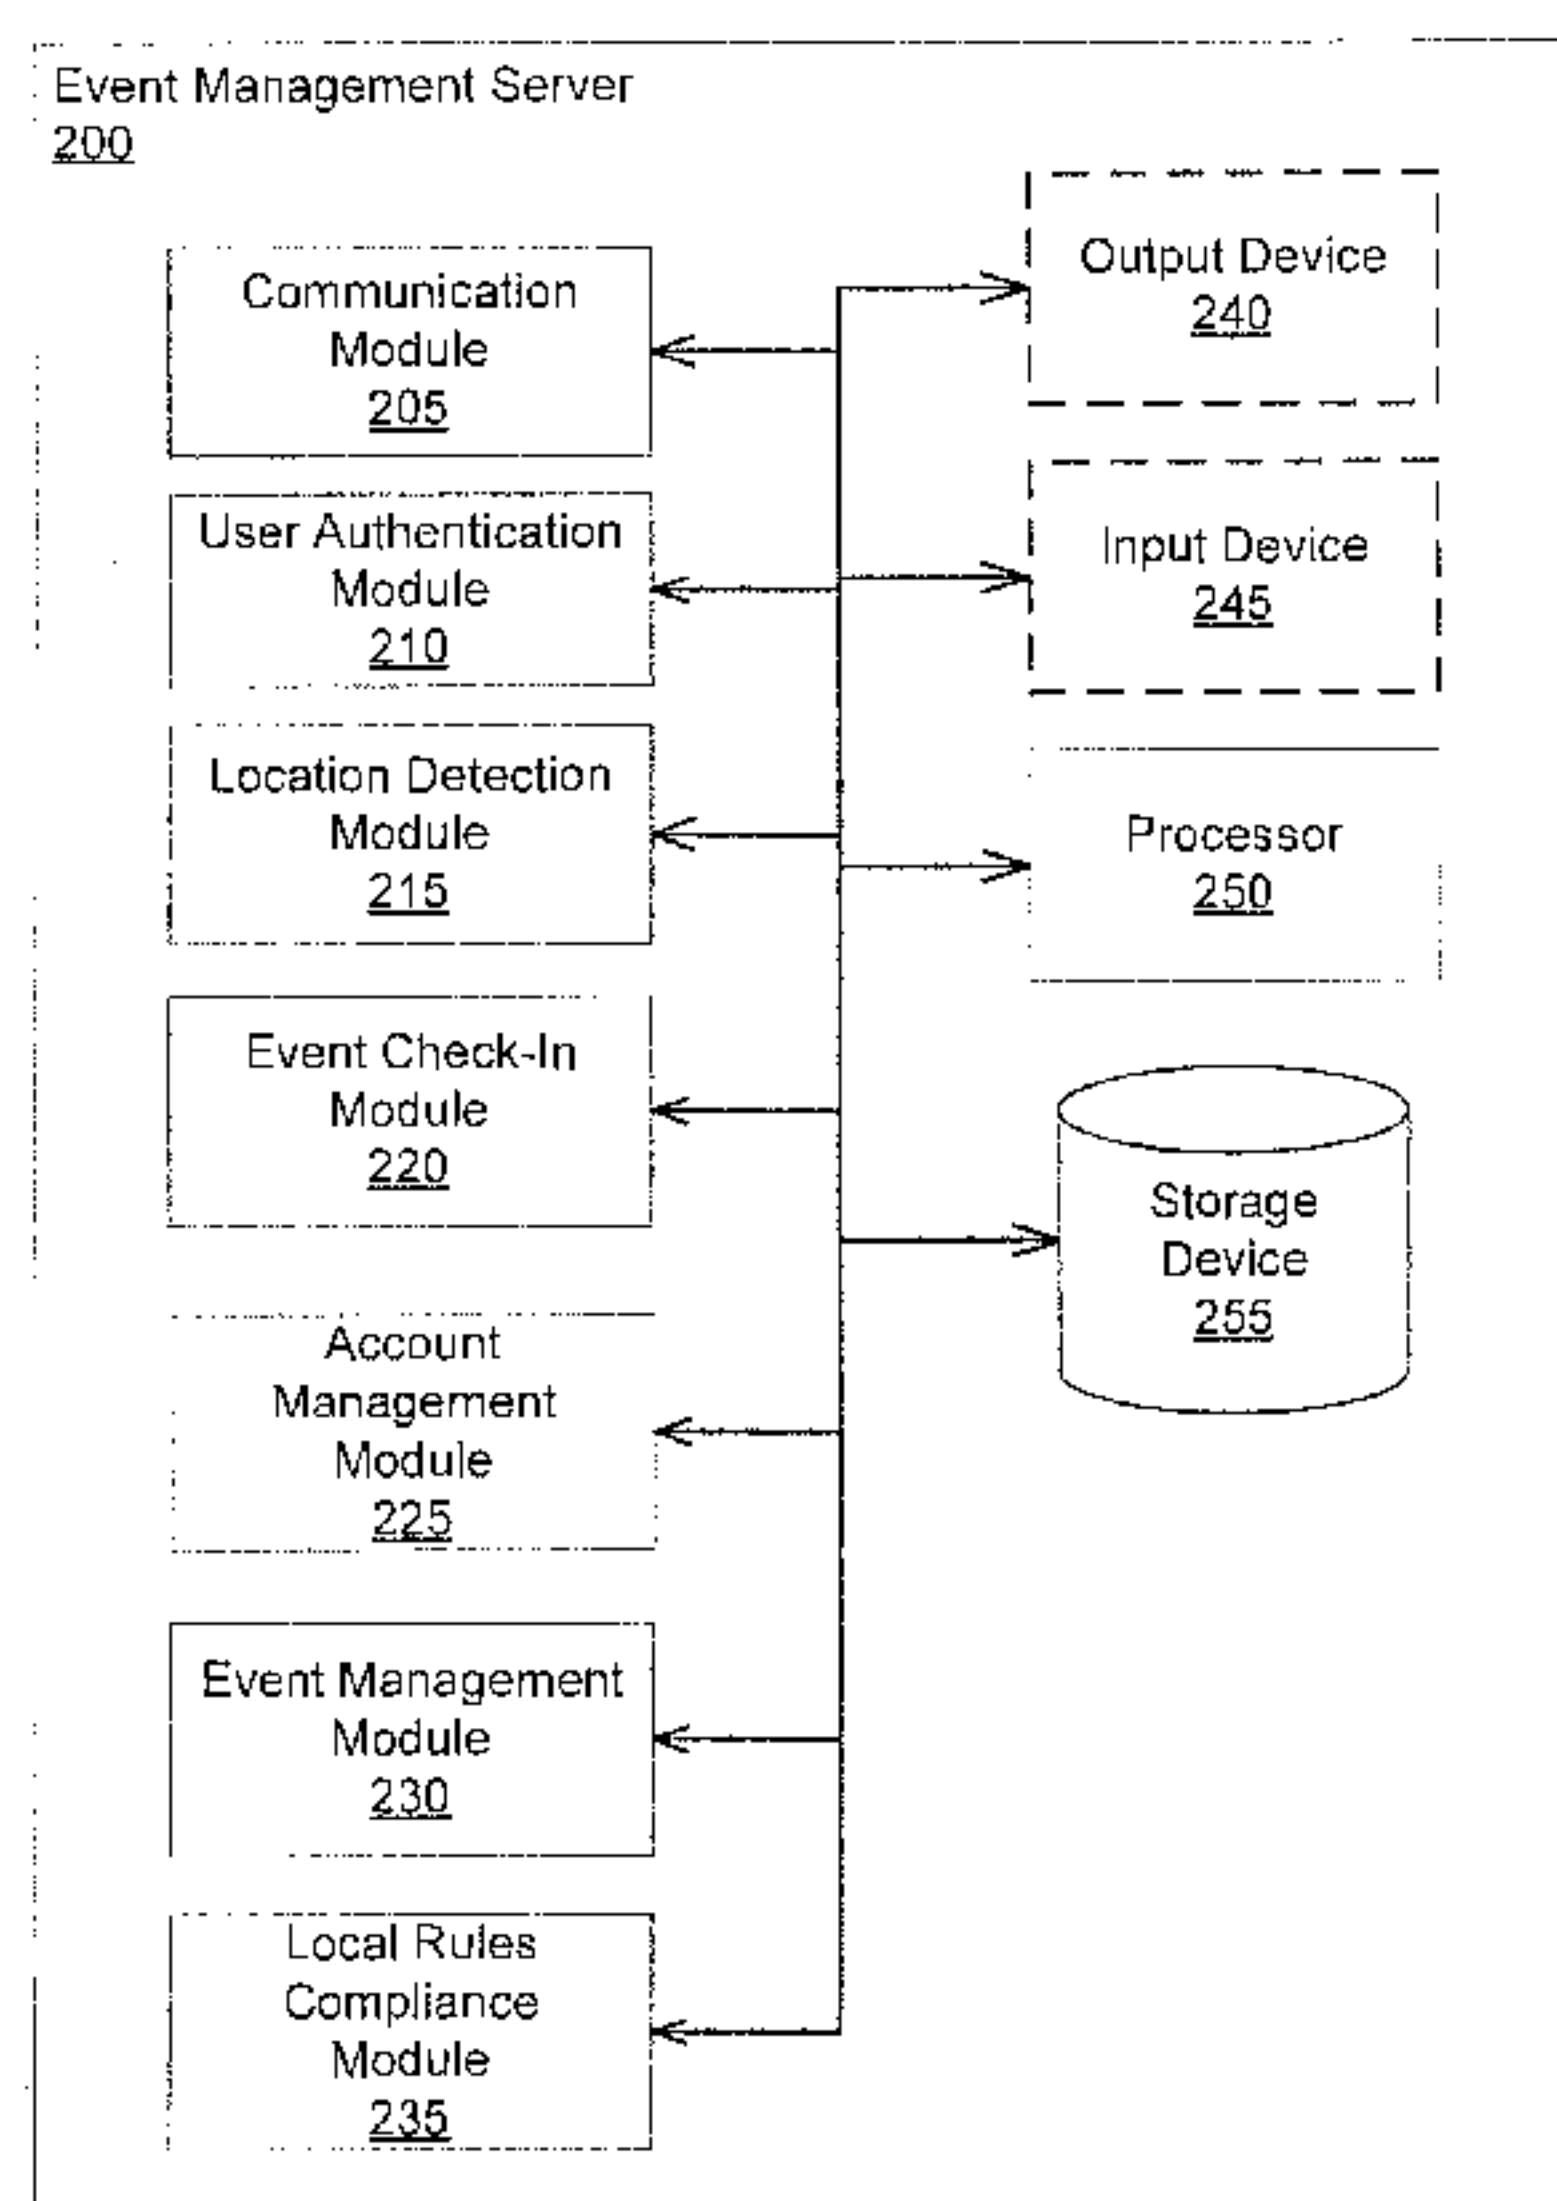 Event Management Server
200
Communication
Module
205
User Authentication
Module
210
Location Detection
Module
215
Event Check-In
Module
220
Account
Management
Module
225
Event Management
Module
230
Local Rules
Compliance
Module
235
Output Device
240
Input Device
245
Processor
250
Storage
Device
255